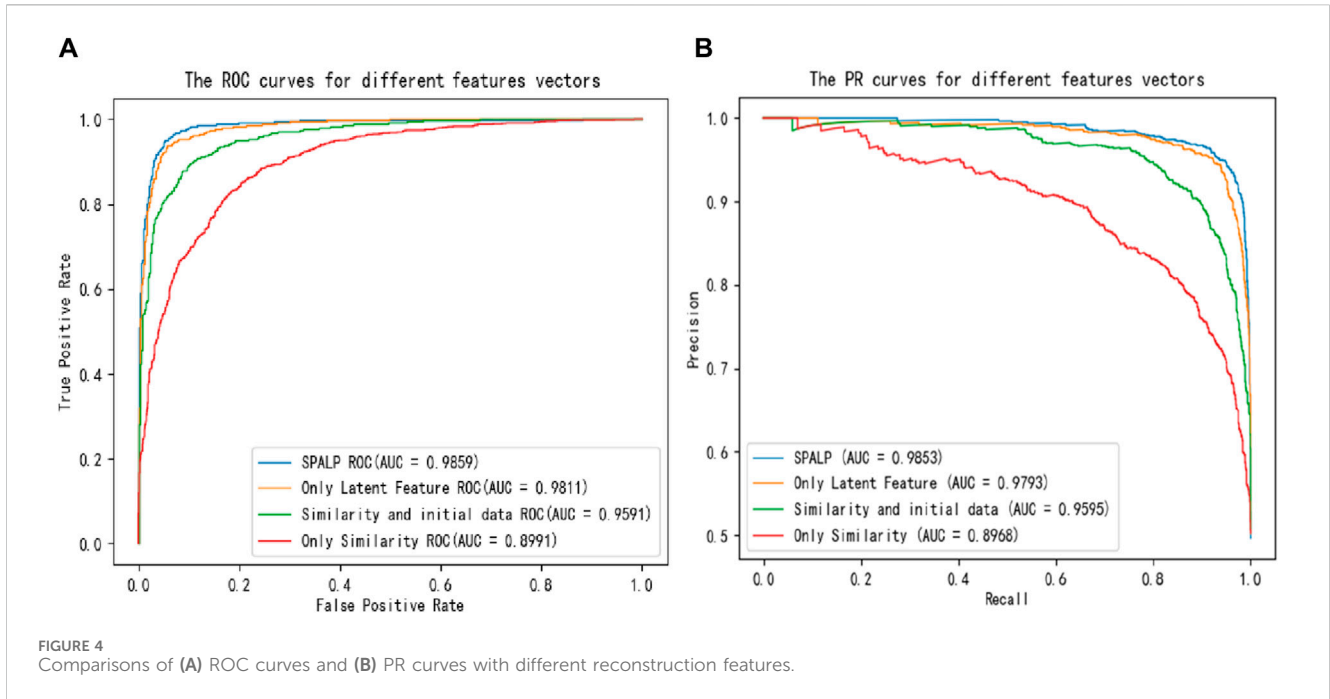 A
The ROC curves for different features vectors
1.0
0.8
0.6
0.4
0.2
0.0
True Positive Rate
SPALP ROC(AUC = 0.9859)
Only Latent Feature ROC(AUC = 0.9811)
Similarity and initial data ROC(AUC = 0.9591)
Only Similarity ROC(AUC = 0.8991)
0.0 0.2 0.4 0.6 0.8 1.0
False Positive Rate
B
The PR curves for different features vectors
1.0
0.9
0.8
0.7
0.6
0.5
Precision
SPALP (AUC = 0.9853)
Only Latent Feature (AUC = 0.9793)
Similarity and initial data (AUC = 0.9595)
Only Similarity (AUC = 0.8968)
0.0 0.2 0.4 0.6 0.8 1.0
Recall
FIGURE 4
Comparisons of (A) ROC curves and (B) PR curves with different reconstruction features.